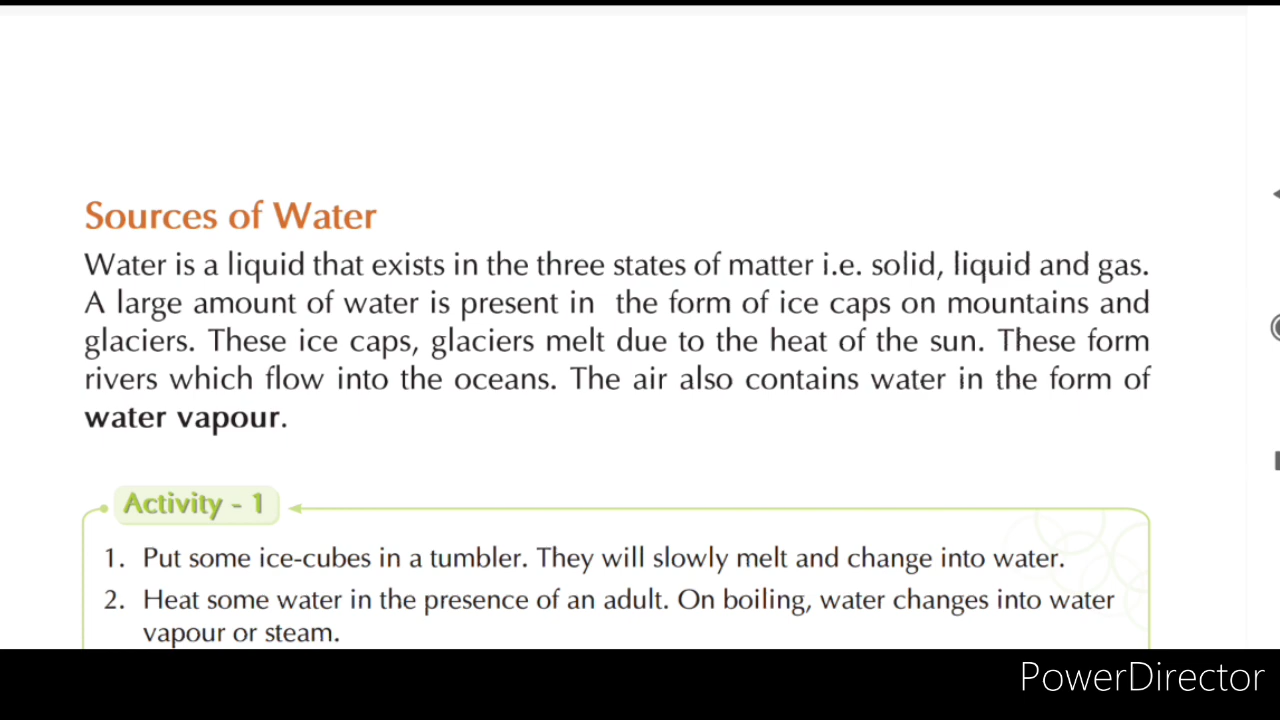 Sources of Water
Water is a liquid that exists in the three states of matter i.e. solid, liquid and gas.
A large amount of water is present in the form of ice caps on mountains and
glaciers. These ice caps, glaciers melt due to the heat of the sun. These form
rivers which flow into the oceans. The air also contains water in the form of
water vapour.
Activity - 1
1. Put some ice-cubes in a tumbler. They will slowly melt and change into water.
2. Heat some water in the presence of an adult. On boiling, water changes into water
vapour or steam.
PowerDirector